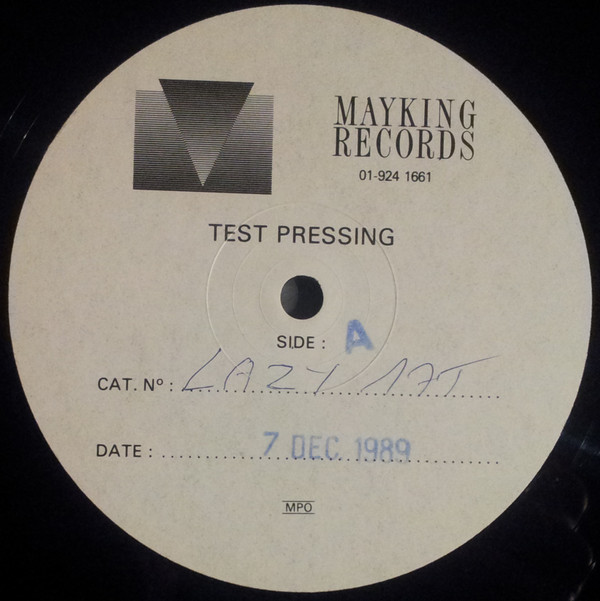 MAYKING
RECORDS
01-924 1661
TEST PRESSING
SIDE : A
CAT. Nº : LAZY 17T
DATE : 7 DEC 1989
MPO